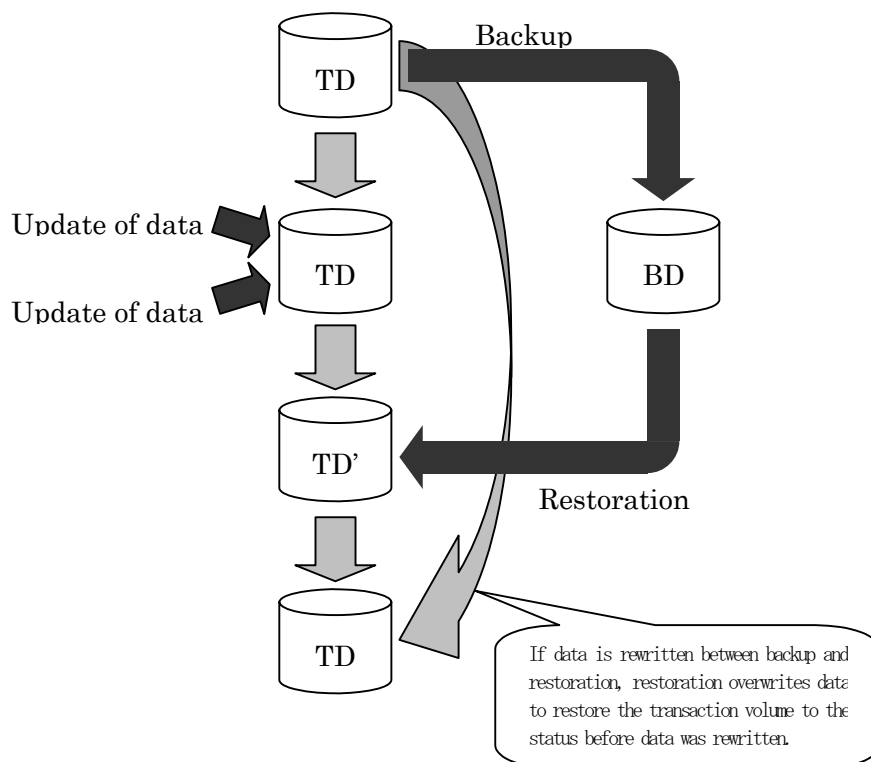 Backup
TD
Update of data
TD
BD
Update of data
TD'
Restoration
TD
If data is rewritten between backup and
restoration, restoration overwrites data
to restore the transaction volume to the
status before data was rewritten.